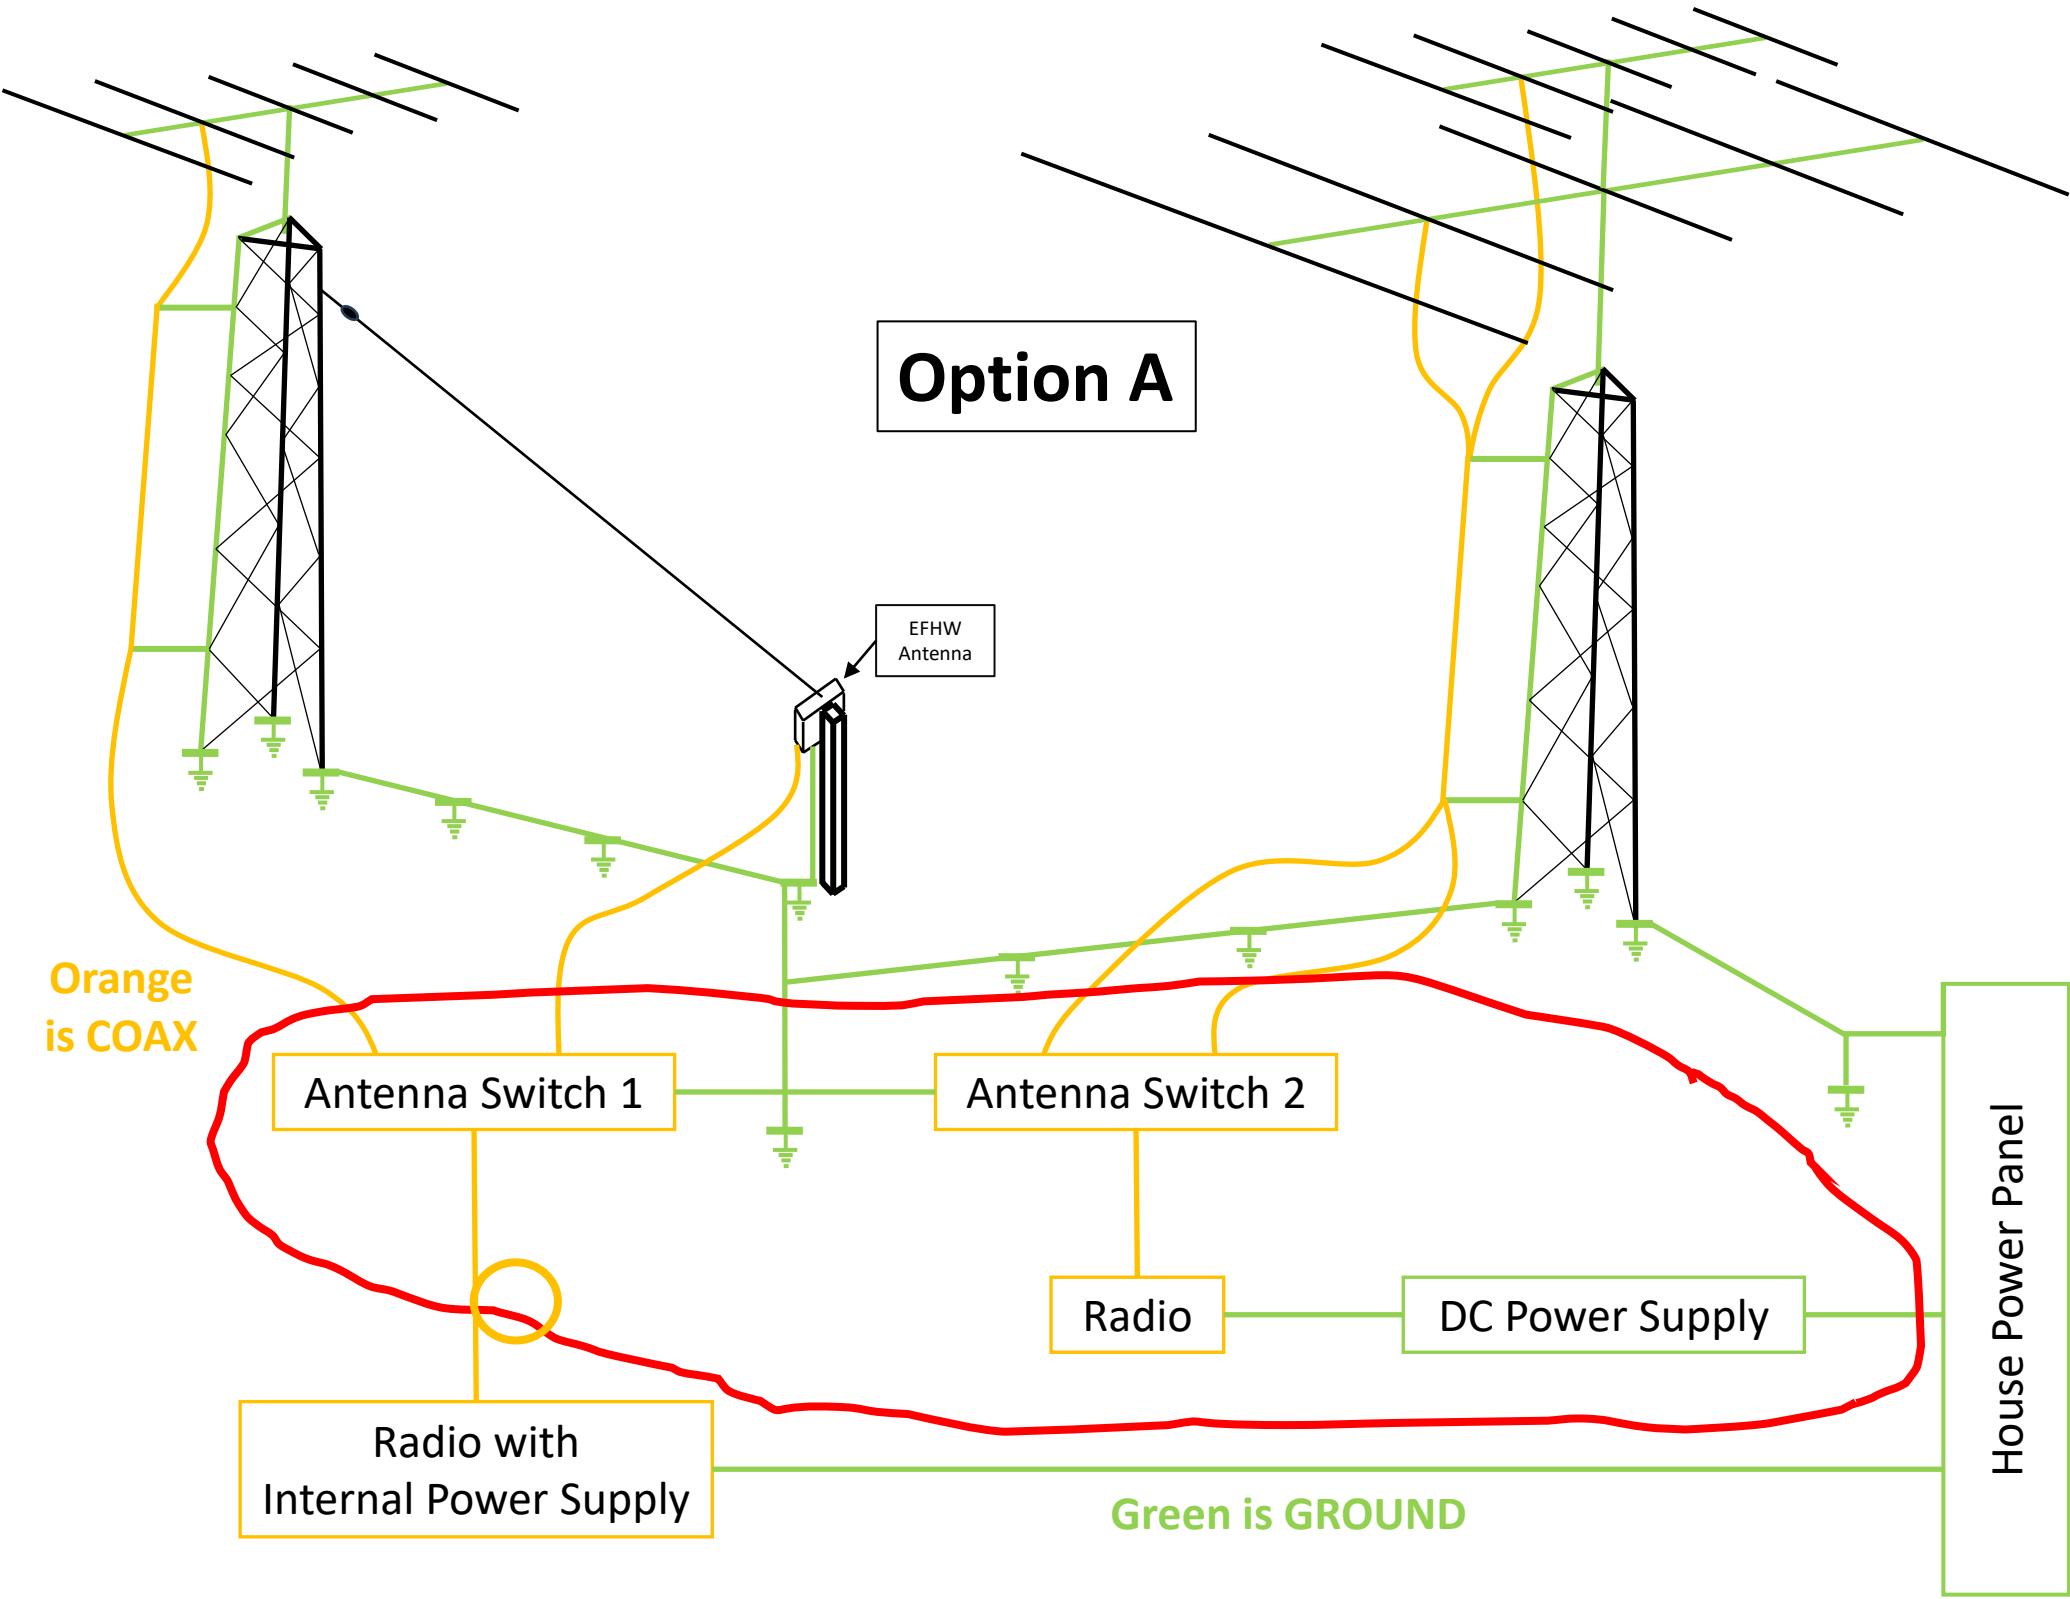 Option A
EFHW
Antenna
Orange
is COAX
Antenna Switch 1
Antenna Switch 2
House Power Panel
Radio
DC Power Supply
Radio with
Internal Power Supply
Green is GROUND